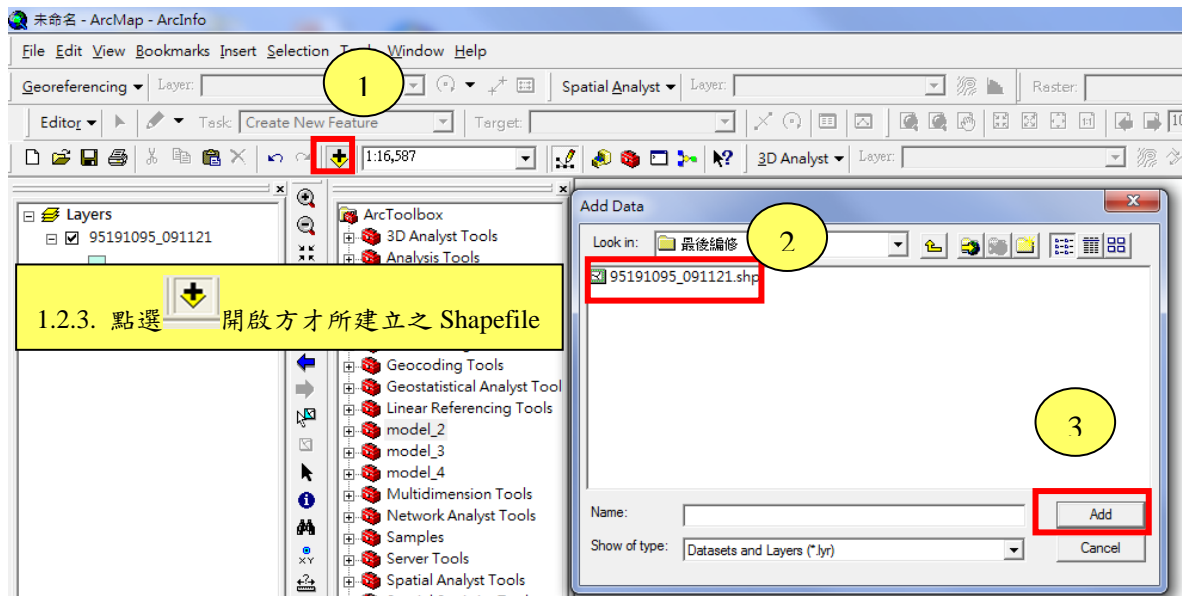 未命名 - ArcMap - ArcInfo
File Edit View Bookmarks Insert Selection Window Help
1
Georeferencing Layer: Spatial Analyst Layer: Raster:
Editor Task: Create New Feature Target:
1:16,587 3D Analyst Layer:
Layers
95191095_091121
ArcToolbox
3D Analyst Tools
Analysis Tools
1.2.3. 點選 開啟方才所建立之 Shapefile
Geocoding Tools
Geostatistical Analyst Tool
Linear Referencing Tools
model_2
model_3
model_4
Multidimension Tools
Network Analyst Tools
Samples
Server Tools
Spatial Analyst Tools
Add Data
Look in: 最後編修
2
95191095_091121.shp
3
Name:
Add
Show of type: Datasets and Layers (*.lyr)
Cancel